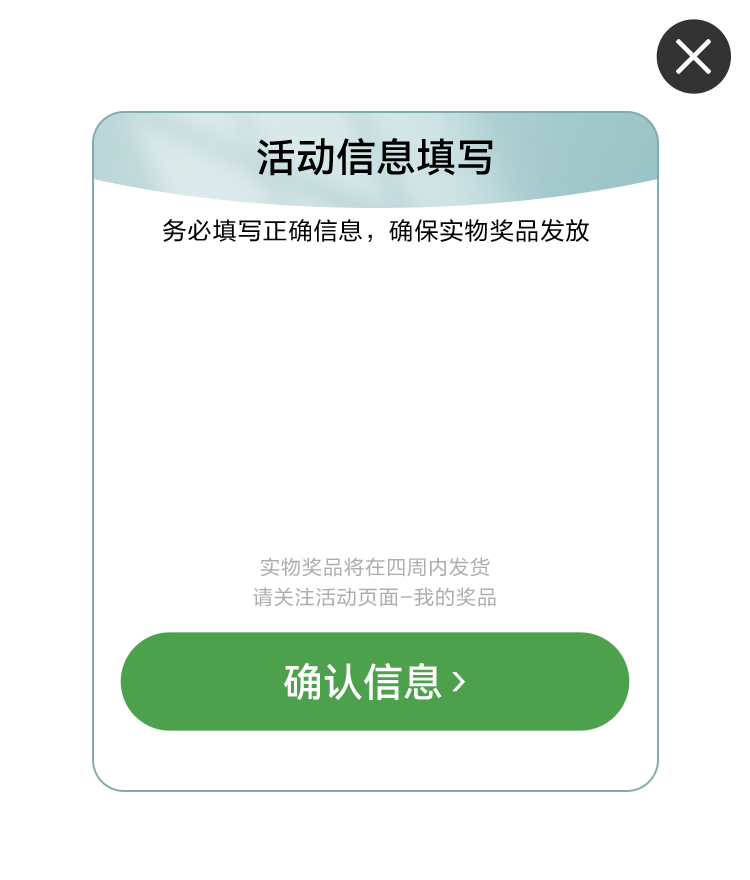 活动信息填写
务必填写正确信息，确保实物奖品发放
实物奖品将在四周内发货
请关注活动页面-我的奖品
确认信息 ›